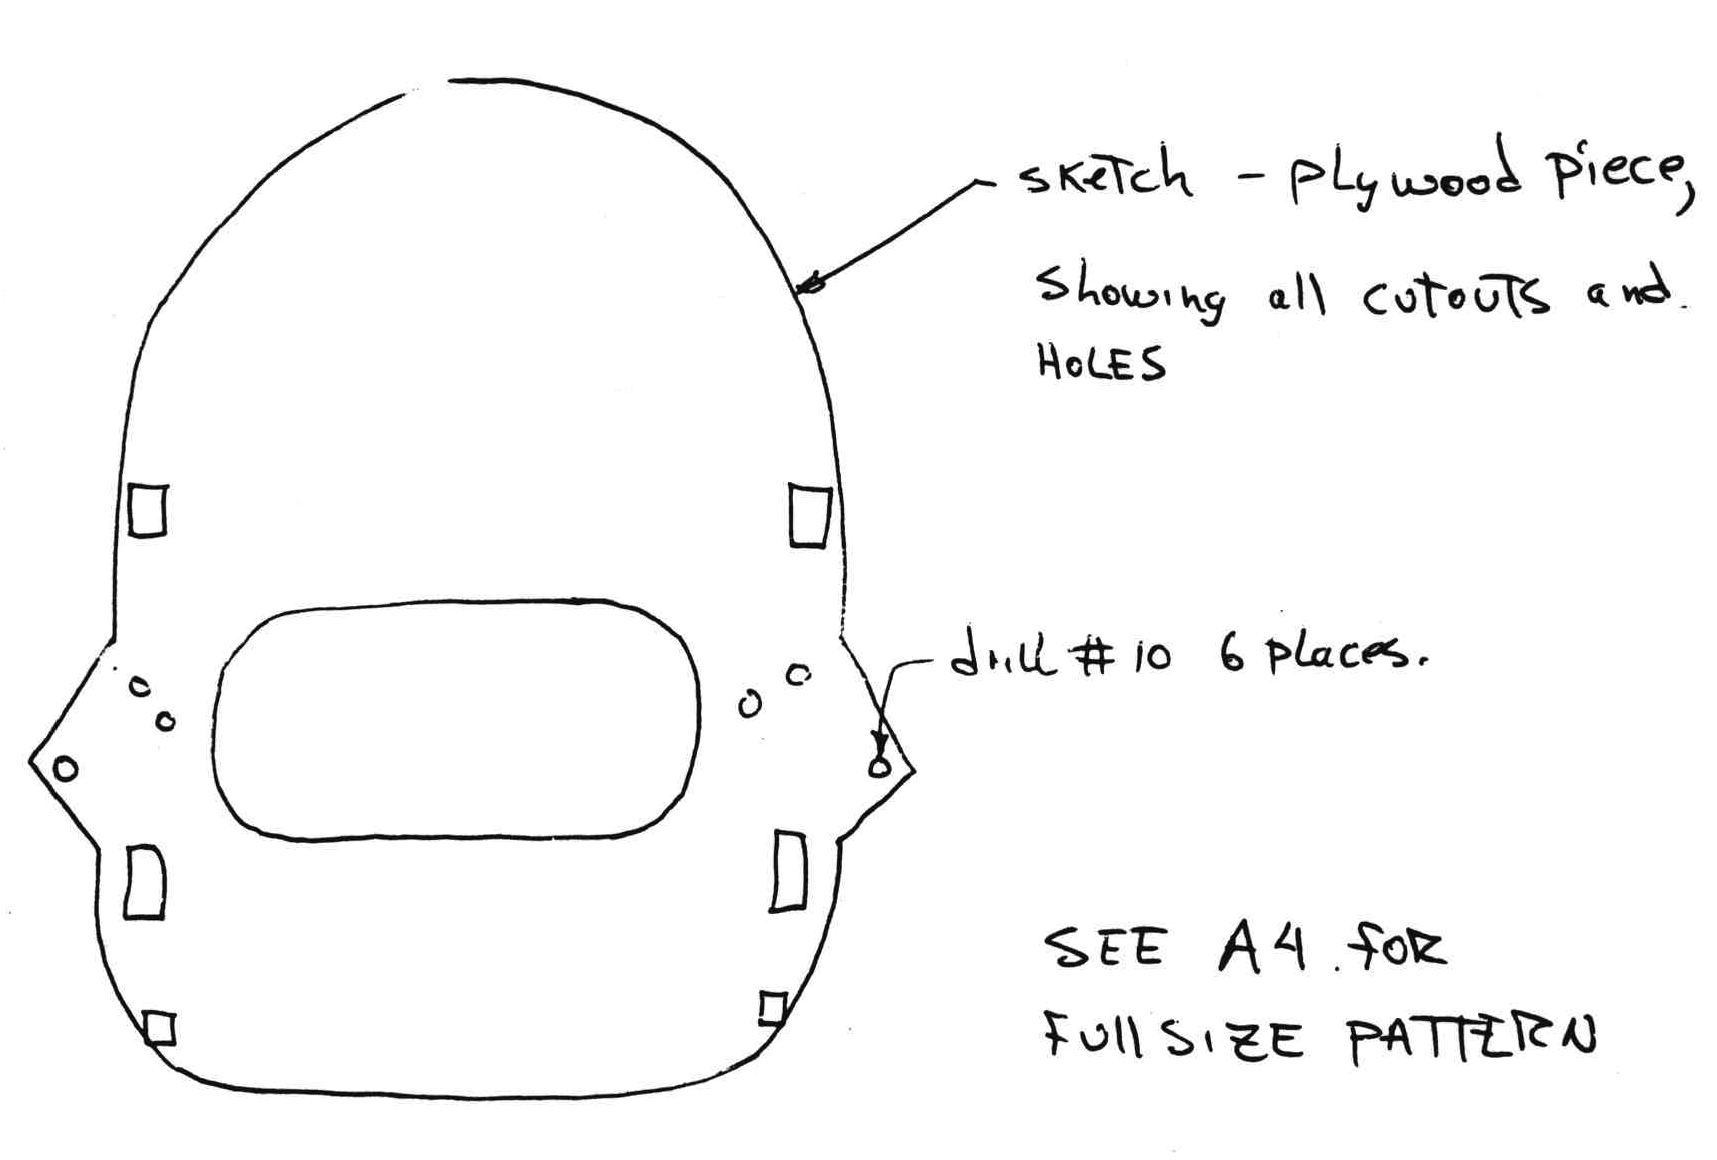 sketch - plywood piece,
showing all cutouts and.
HOLES
drill # 10 6 places.
SEE A4 . FOR
Full SIZE PATTERN